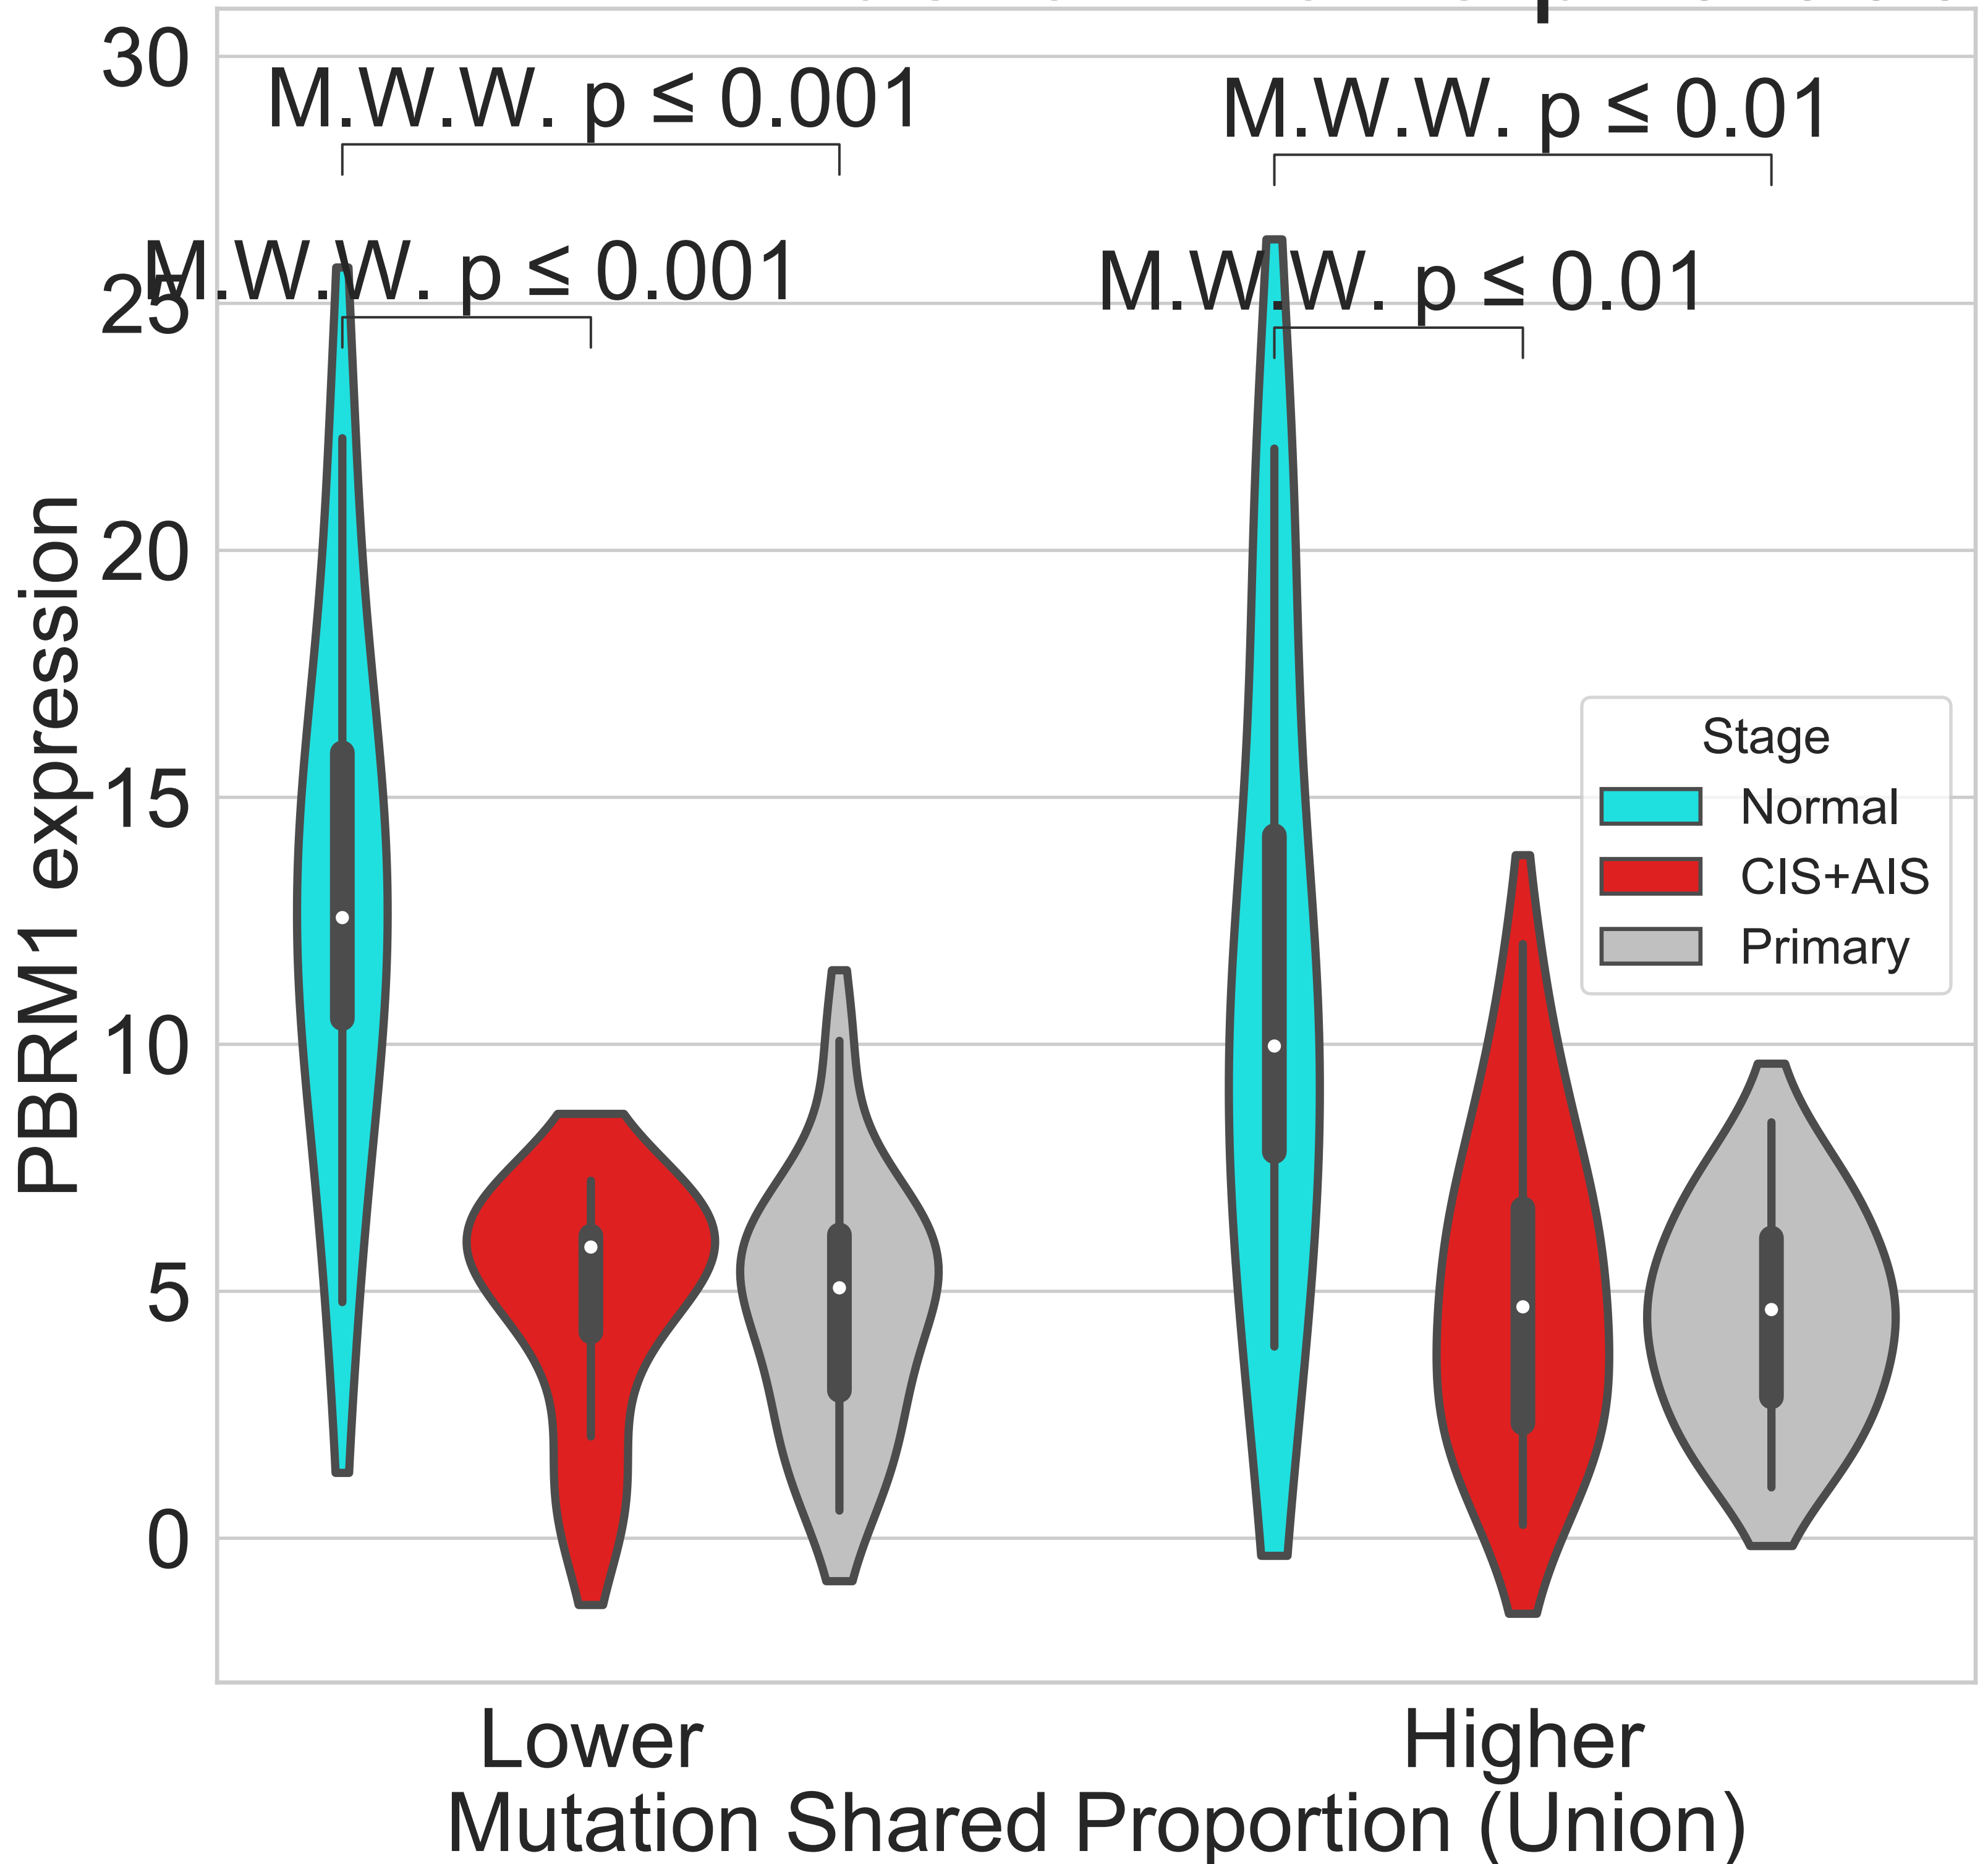 30
M.W.W. p ≤ 0.001
M.W.W. p ≤ 0.01
M.W.W. p ≤ 0.001
M.W.W. p ≤ 0.01
25
20
15
10
5
0
PBRM1 expression
Stage
Normal
CIS+AIS
Primary
Lower
Higher
Mutation Shared Proportion (Union)